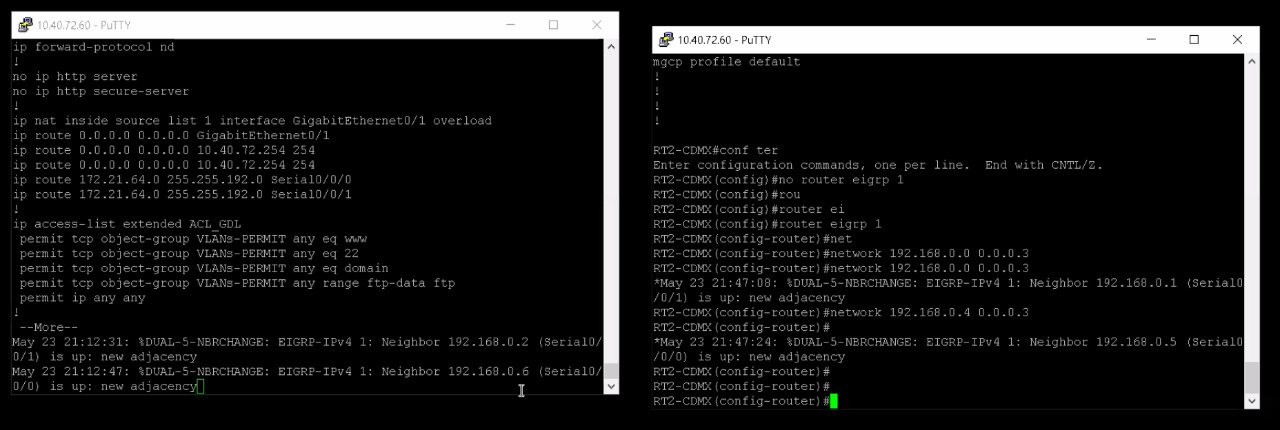 10.40.72.60 - PuTTY
ip forward-protocol nd
!
no ip http server
no ip http secure-server
!
ip nat inside source list 1 interface GigabitEthernet0/1 overload
ip route 0.0.0.0 0.0.0.0 GigabitEthernet0/1
ip route 0.0.0.0 0.0.0.0 10.40.72.254 254
ip route 0.0.0.0 0.0.0.0 10.40.72.254 254
ip route 172.21.64.0 255.255.192.0 Serial0/0/0
ip route 172.21.64.0 255.255.192.0 Serial0/0/1
!
ip access-list extended ACL_GDL
permit tcp object-group VLANs-PERMIT any eq www
permit tcp object-group VLANs-PERMIT any eq 22
permit tcp object-group VLANs-PERMIT any eq domain
permit tcp object-group VLANs-PERMIT any range ftp-data ftp
permit ip any any
!
--More--
May 23 21:12:31: %DUAL-5-NBRCHANGE: EIGRP-IPv4 1: Neighbor 192.168.0.2 (Serial0/
0/1) is up: new adjacency
May 23 21:12:47: %DUAL-5-NBRCHANGE: EIGRP-IPv4 1: Neighbor 192.168.0.6 (Serial0/
0/0) is up: new adjacency
10.40.72.60 - PuTTY
mgcp profile default
!
!
!
!
RT2-CDMX#conf ter
Enter configuration commands, one per line.  End with CNTL/Z.
RT2-CDMX(config)#no router eigrp 1
RT2-CDMX(config)#rou
RT2-CDMX(config)#router ei
RT2-CDMX(config)#router eigrp 1
RT2-CDMX(config-router)#net
RT2-CDMX(config-router)#network 192.168.0.0 0.0.0.3
RT2-CDMX(config-router)#network 192.168.0.0 0.0.0.3
*May 23 21:47:08: %DUAL-5-NBRCHANGE: EIGRP-IPv4 1: Neighbor 192.168.0.1 (Serial0
/0/1) is up: new adjacency
RT2-CDMX(config-router)#network 192.168.0.4 0.0.0.3
RT2-CDMX(config-router)#
*May 23 21:47:24: %DUAL-5-NBRCHANGE: EIGRP-IPv4 1: Neighbor 192.168.0.5 (Serial0
/0/0) is up: new adjacency
RT2-CDMX(config-router)#
RT2-CDMX(config-router)#
RT2-CDMX(config-router)#